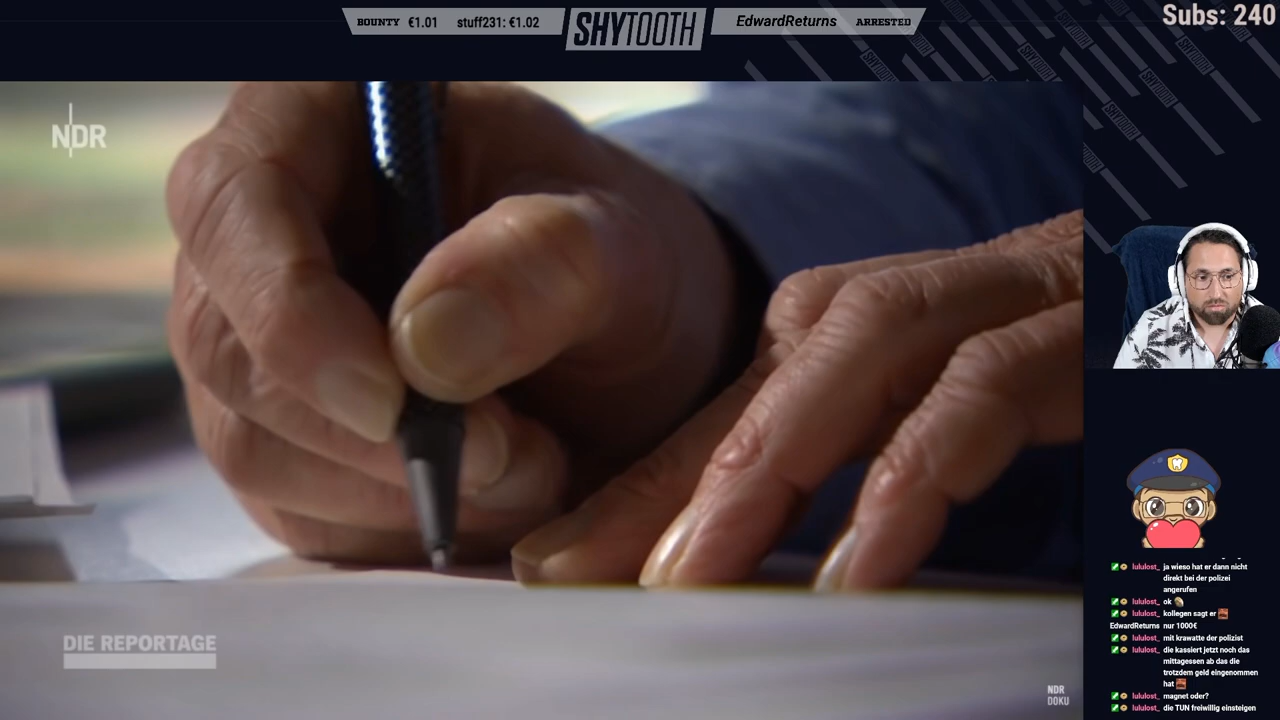 BOUNTY €1.01 stuff231: €1.02
SHYTOOTH
EdwardReturns ARRESTED
Subs: 240
NDR
DIE REPORTAGE
NDR
DOKU
lululost_ ja wieso hat er dann nicht
direkt bei der polizei
angerufen
lululost_ ok
lululost_ kollegen sagt er
EdwardReturns nur 1000€
lululost_ mit krawatte der polizist
lululost_ die kassiert jetzt noch das
mittagessen ab das die
trotzdem geld eingenommen
hat
lululost_ magnet oder?
lululost_ die TUN freiwillig einsteigen